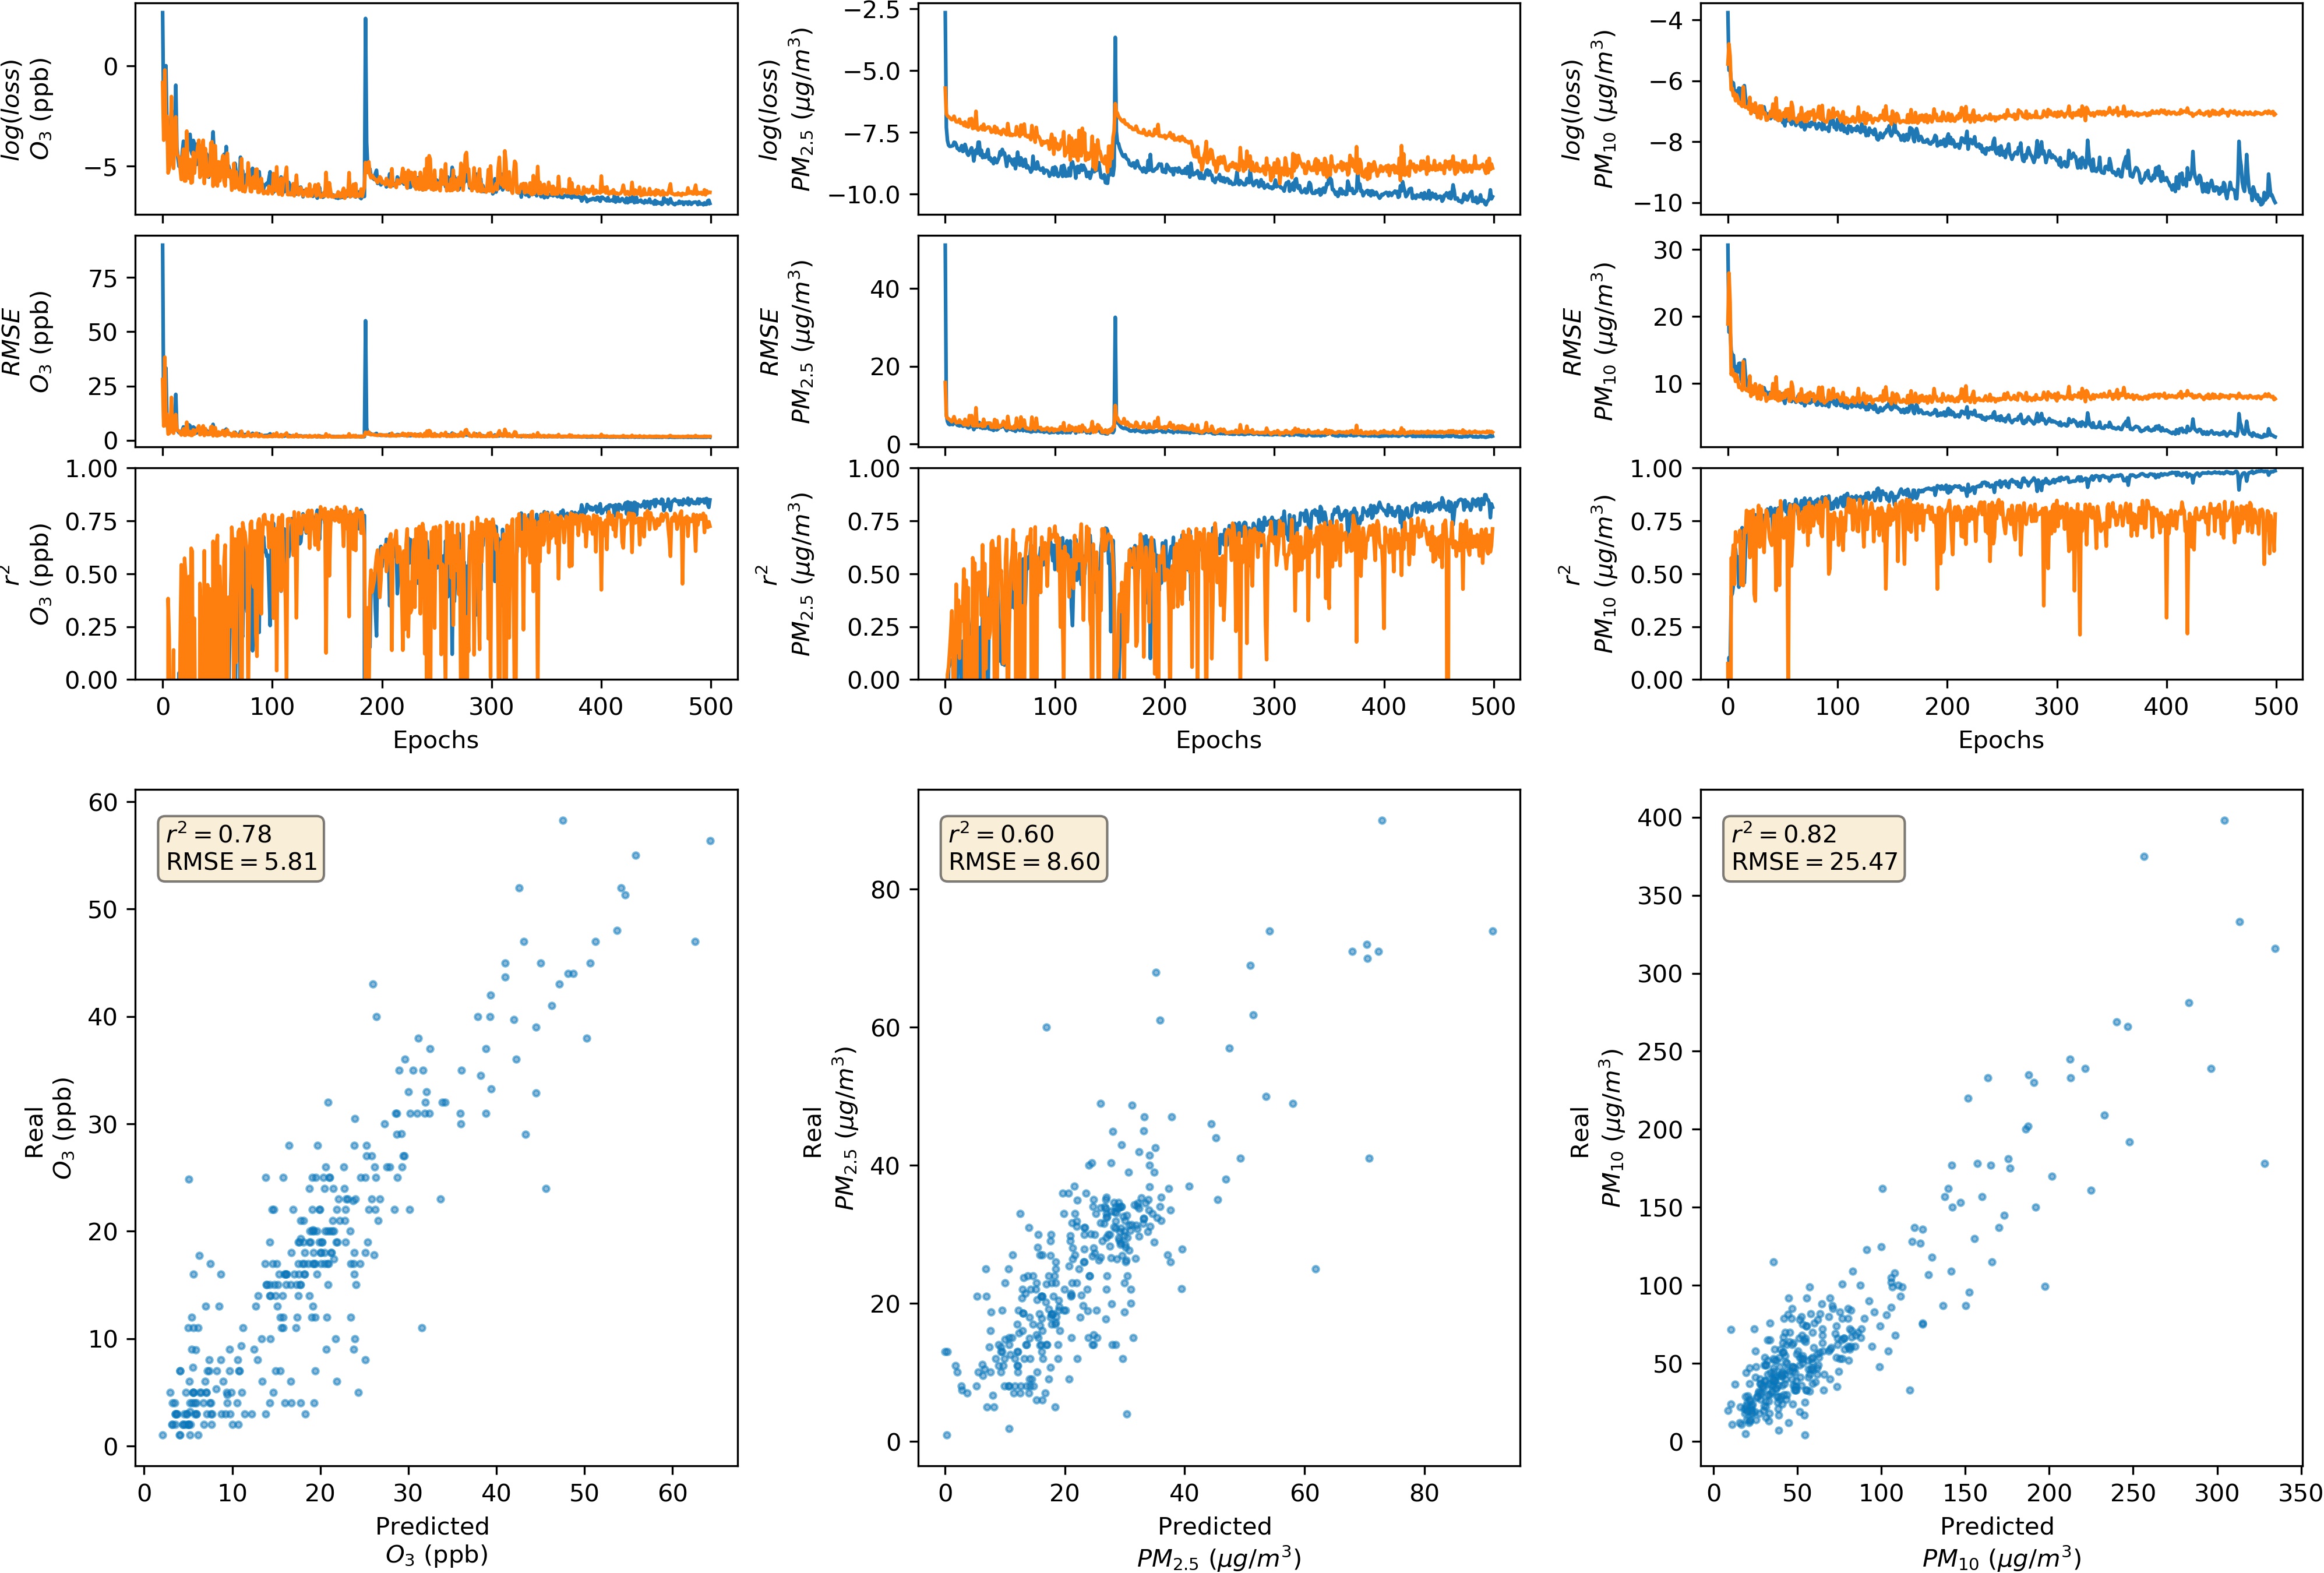 log(loss)
O₃ (ppb)
0
−5
log(loss)
PM₂.₅ (μg/m³)
−2.5
−5.0
−7.5
−10.0
log(loss)
PM₁₀ (μg/m³)
−4
−6
−8
−10
RMSE
O₃ (ppb)
75
50
25
0
RMSE
PM₂.₅ (μg/m³)
40
20
0
RMSE
PM₁₀ (μg/m³)
30
20
10
r²
O₃ (ppb)
1.00
0.75
0.50
0.25
0.00
0 100 200 300 400 500
Epochs
r²
PM₂.₅ (μg/m³)
1.00
0.75
0.50
0.25
0.00
0 100 200 300 400 500
Epochs
r²
PM₁₀ (μg/m³)
1.00
0.75
0.50
0.25
0.00
0 100 200 300 400 500
Epochs
Real
O₃ (ppb)
60
50
40
30
20
10
0
r² = 0.78
RMSE = 5.81
0 10 20 30 40 50 60
Predicted
O₃ (ppb)
Real
PM₂.₅ (μg/m³)
80
60
40
20
0
r² = 0.60
RMSE = 8.60
0 20 40 60 80
Predicted
PM₂.₅ (μg/m³)
Real
PM₁₀ (μg/m³)
400
350
300
250
200
150
100
50
0
r² = 0.82
RMSE = 25.47
0 50 100 150 200 250 300 350
Predicted
PM₁₀ (μg/m³)